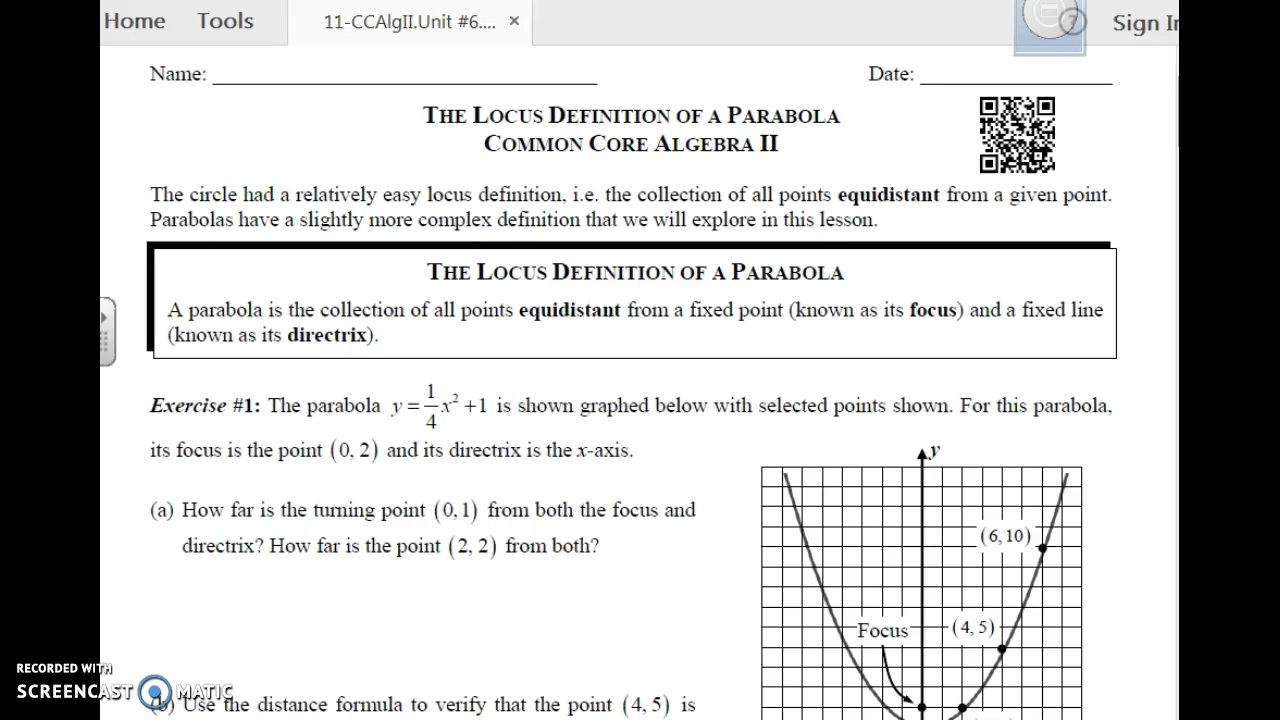 Home Tools 11-CCAlgII.Unit #6.... × ? Sign In
Name: Date:
THE LOCUS DEFINITION OF A PARABOLA
COMMON CORE ALGEBRA II
The circle had a relatively easy locus definition, i.e. the collection of all points equidistant from a given point.
Parabolas have a slightly more complex definition that we will explore in this lesson.
THE LOCUS DEFINITION OF A PARABOLA
A parabola is the collection of all points equidistant from a fixed point (known as its focus) and a fixed line
(known as its directrix).
Exercise #1: The parabola y = 1/4 x² + 1 is shown graphed below with selected points shown. For this parabola,
its focus is the point (0, 2) and its directrix is the x-axis.
y
(a) How far is the turning point (0, 1) from both the focus and
directrix? How far is the point (2, 2) from both?
(6, 10)
(4, 5)
Focus
(b) Use the distance formula to verify that the point (4, 5) is
RECORDED WITH
SCREENCAST MATIC